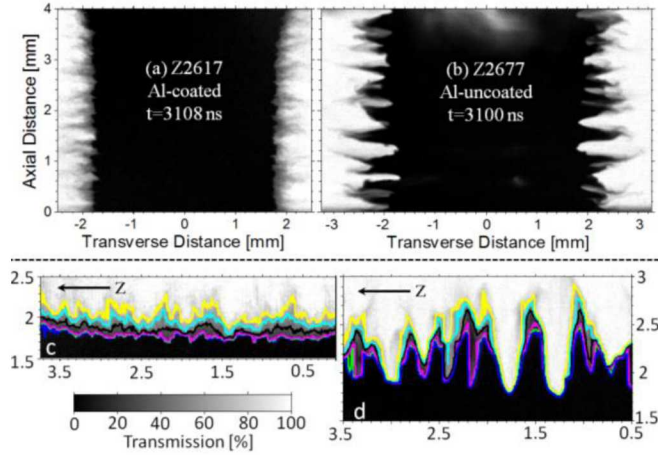 4
3
2
1
0
Axial Distance [mm]
(a) Z2617
Al-coated
t=3108 ns
(b) Z2677
Al-uncoated
t=3100 ns
-2 -1 0 1 2
-3 -2 -1 0 1 2 3
Transverse Distance [mm]
Transverse Distance [mm]
2.5
2
1.5
Z
c
3.5 2.5 1.5 0.5
0 20 40 60 80 100
Transmission [%]
Z
3
2.5
2
1.5
d
3.5 2.5 1.5 0.5